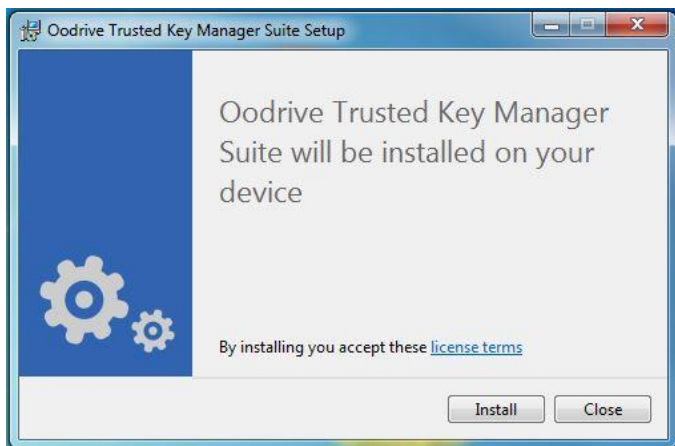 Oodrive Trusted Key Manager Suite Setup
Oodrive Trusted Key Manager
Suite will be installed on your
device
By installing you accept these license terms
Install Close